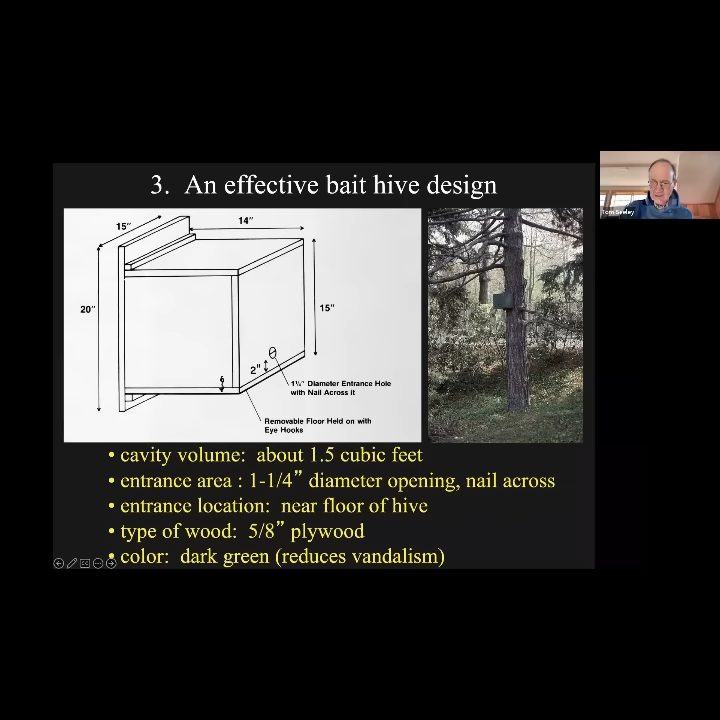 3. An effective bait hive design
15"
14"
20"
15"
2"
1¼" Diameter Entrance Hole
with Nail Across it
Removable Floor Held on with
Eye Hooks
Tom Seeley
• cavity volume: about 1.5 cubic feet
• entrance area : 1-1/4” diameter opening, nail across
• entrance location: near floor of hive
• type of wood: 5/8” plywood
• color: dark green (reduces vandalism)